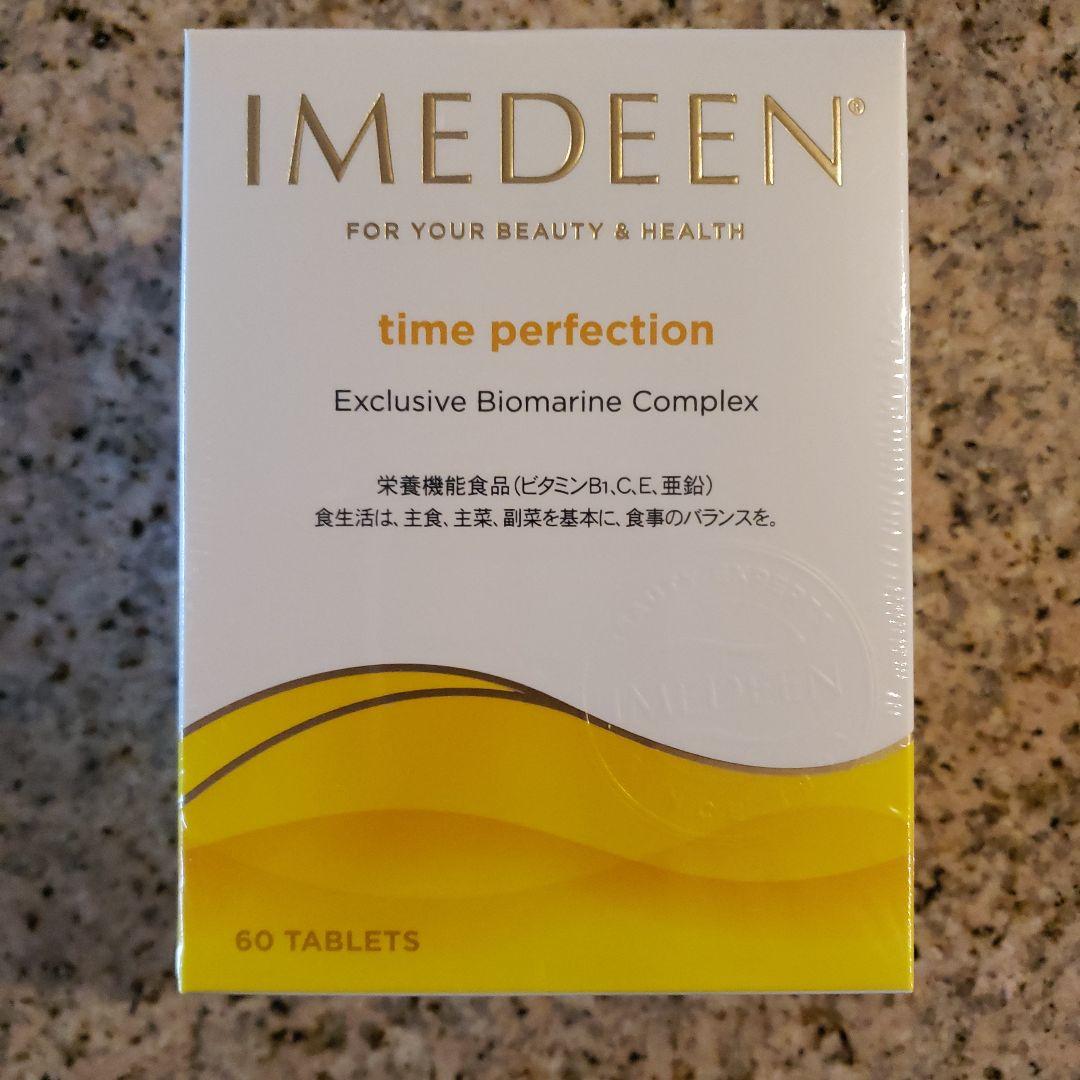 IMEDEEN®
FOR YOUR BEAUTY & HEALTH
time perfection
Exclusive Biomarine Complex
栄養機能食品(ビタミンB1、C、E、亜鉛)
食生活は、主食、主菜、副菜を基本に、食事のバランスを。
IMEDEEN
60 TABLETS